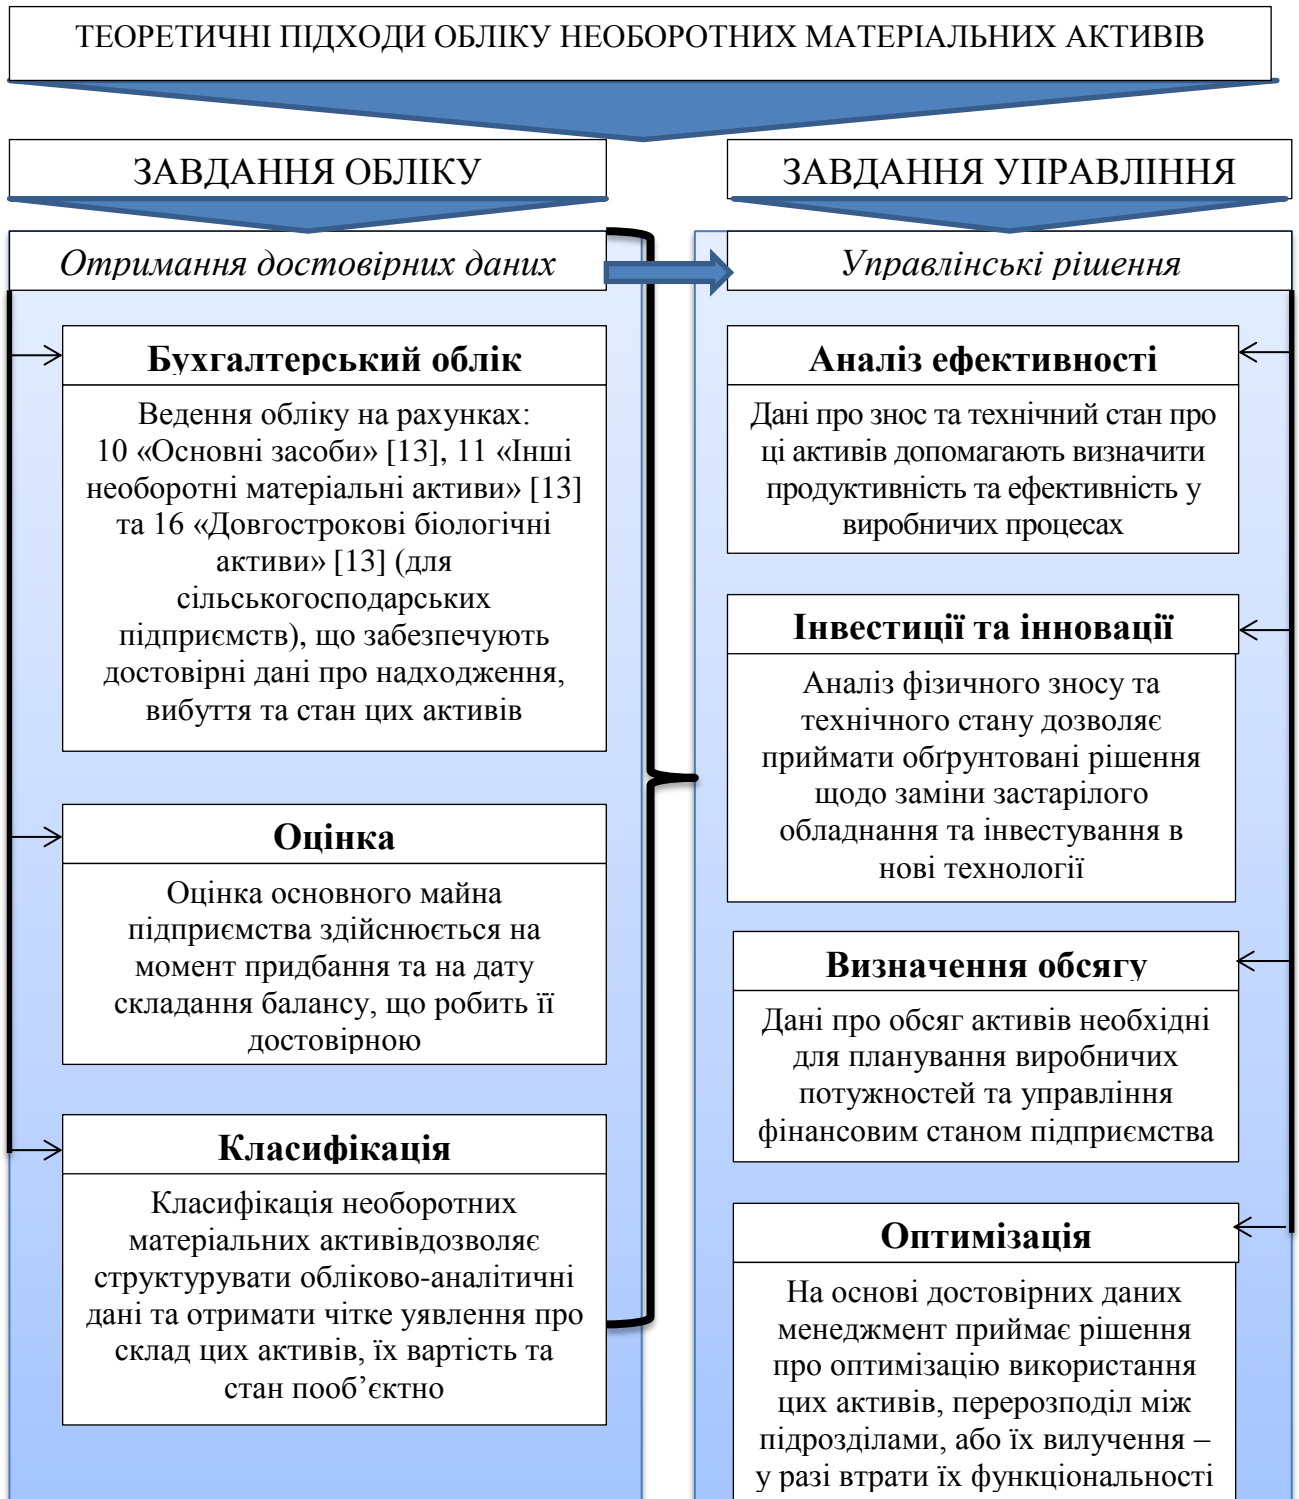 ТЕОРЕТИЧНІ ПІДХОДИ ОБЛІКУ НЕОБОРОТНИХ МАТЕРІАЛЬНИХ АКТИВІВ
ЗАВДАННЯ ОБЛІКУ
Отримання достовірних даних
Бухгалтерський облік
Ведення обліку на рахунках:
10 «Основні засоби» [13], 11 «Інші
необоротні матеріальні активи» [13]
та 16 «Довгострокові біологічні
активи» [13] (для
сільськогосподарських
підприємств), що забезпечують
достовірні дані про надходження,
вибуття та стан цих активів
Оцінка
Оцінка основного майна
підприємства здійснюється на
момент придбання та на дату
складання балансу, що робить її
достовірною
Класифікація
Класифікація необоротних
матеріальних активівдозволяє
структурувати обліково-аналітичні
дані та отримати чітке уявлення про
склад цих активів, їх вартість та
стан пооб’єктно
ЗАВДАННЯ УПРАВЛІННЯ
Управлінські рішення
Аналіз ефективності
Дані про знос та технічний стан про
ці активів допомагають визначити
продуктивність та ефективність у
виробничих процесах
Інвестиції та інновації
Аналіз фізичного зносу та
технічного стану дозволяє
приймати обґрунтовані рішення
щодо заміни застарілого
обладнання та інвестування в
нові технології
Визначення обсягу
Дані про обсяг активів необхідні
для планування виробничих
потужностей та управління
фінансовим станом підприємства
Оптимізація
На основі достовірних даних
менеджмент приймає рішення
про оптимізацію використання
цих активів, перерозподіл між
підрозділами, або їх вилучення –
у разі втрати їх функціональності